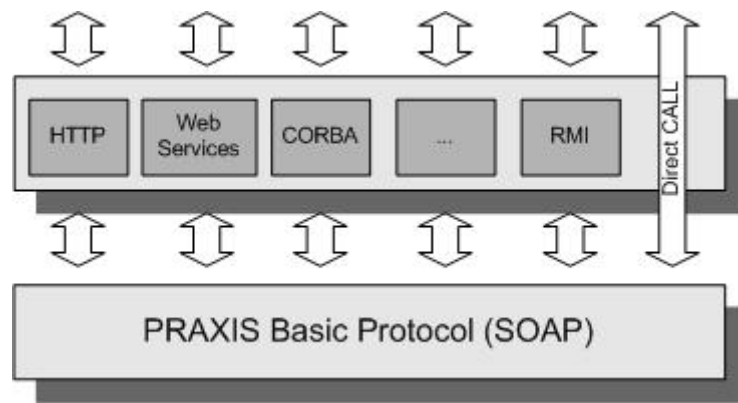 HTTP
Web
Services
CORBA
...
RMI
Direct CALL
PRAXIS Basic Protocol (SOAP)